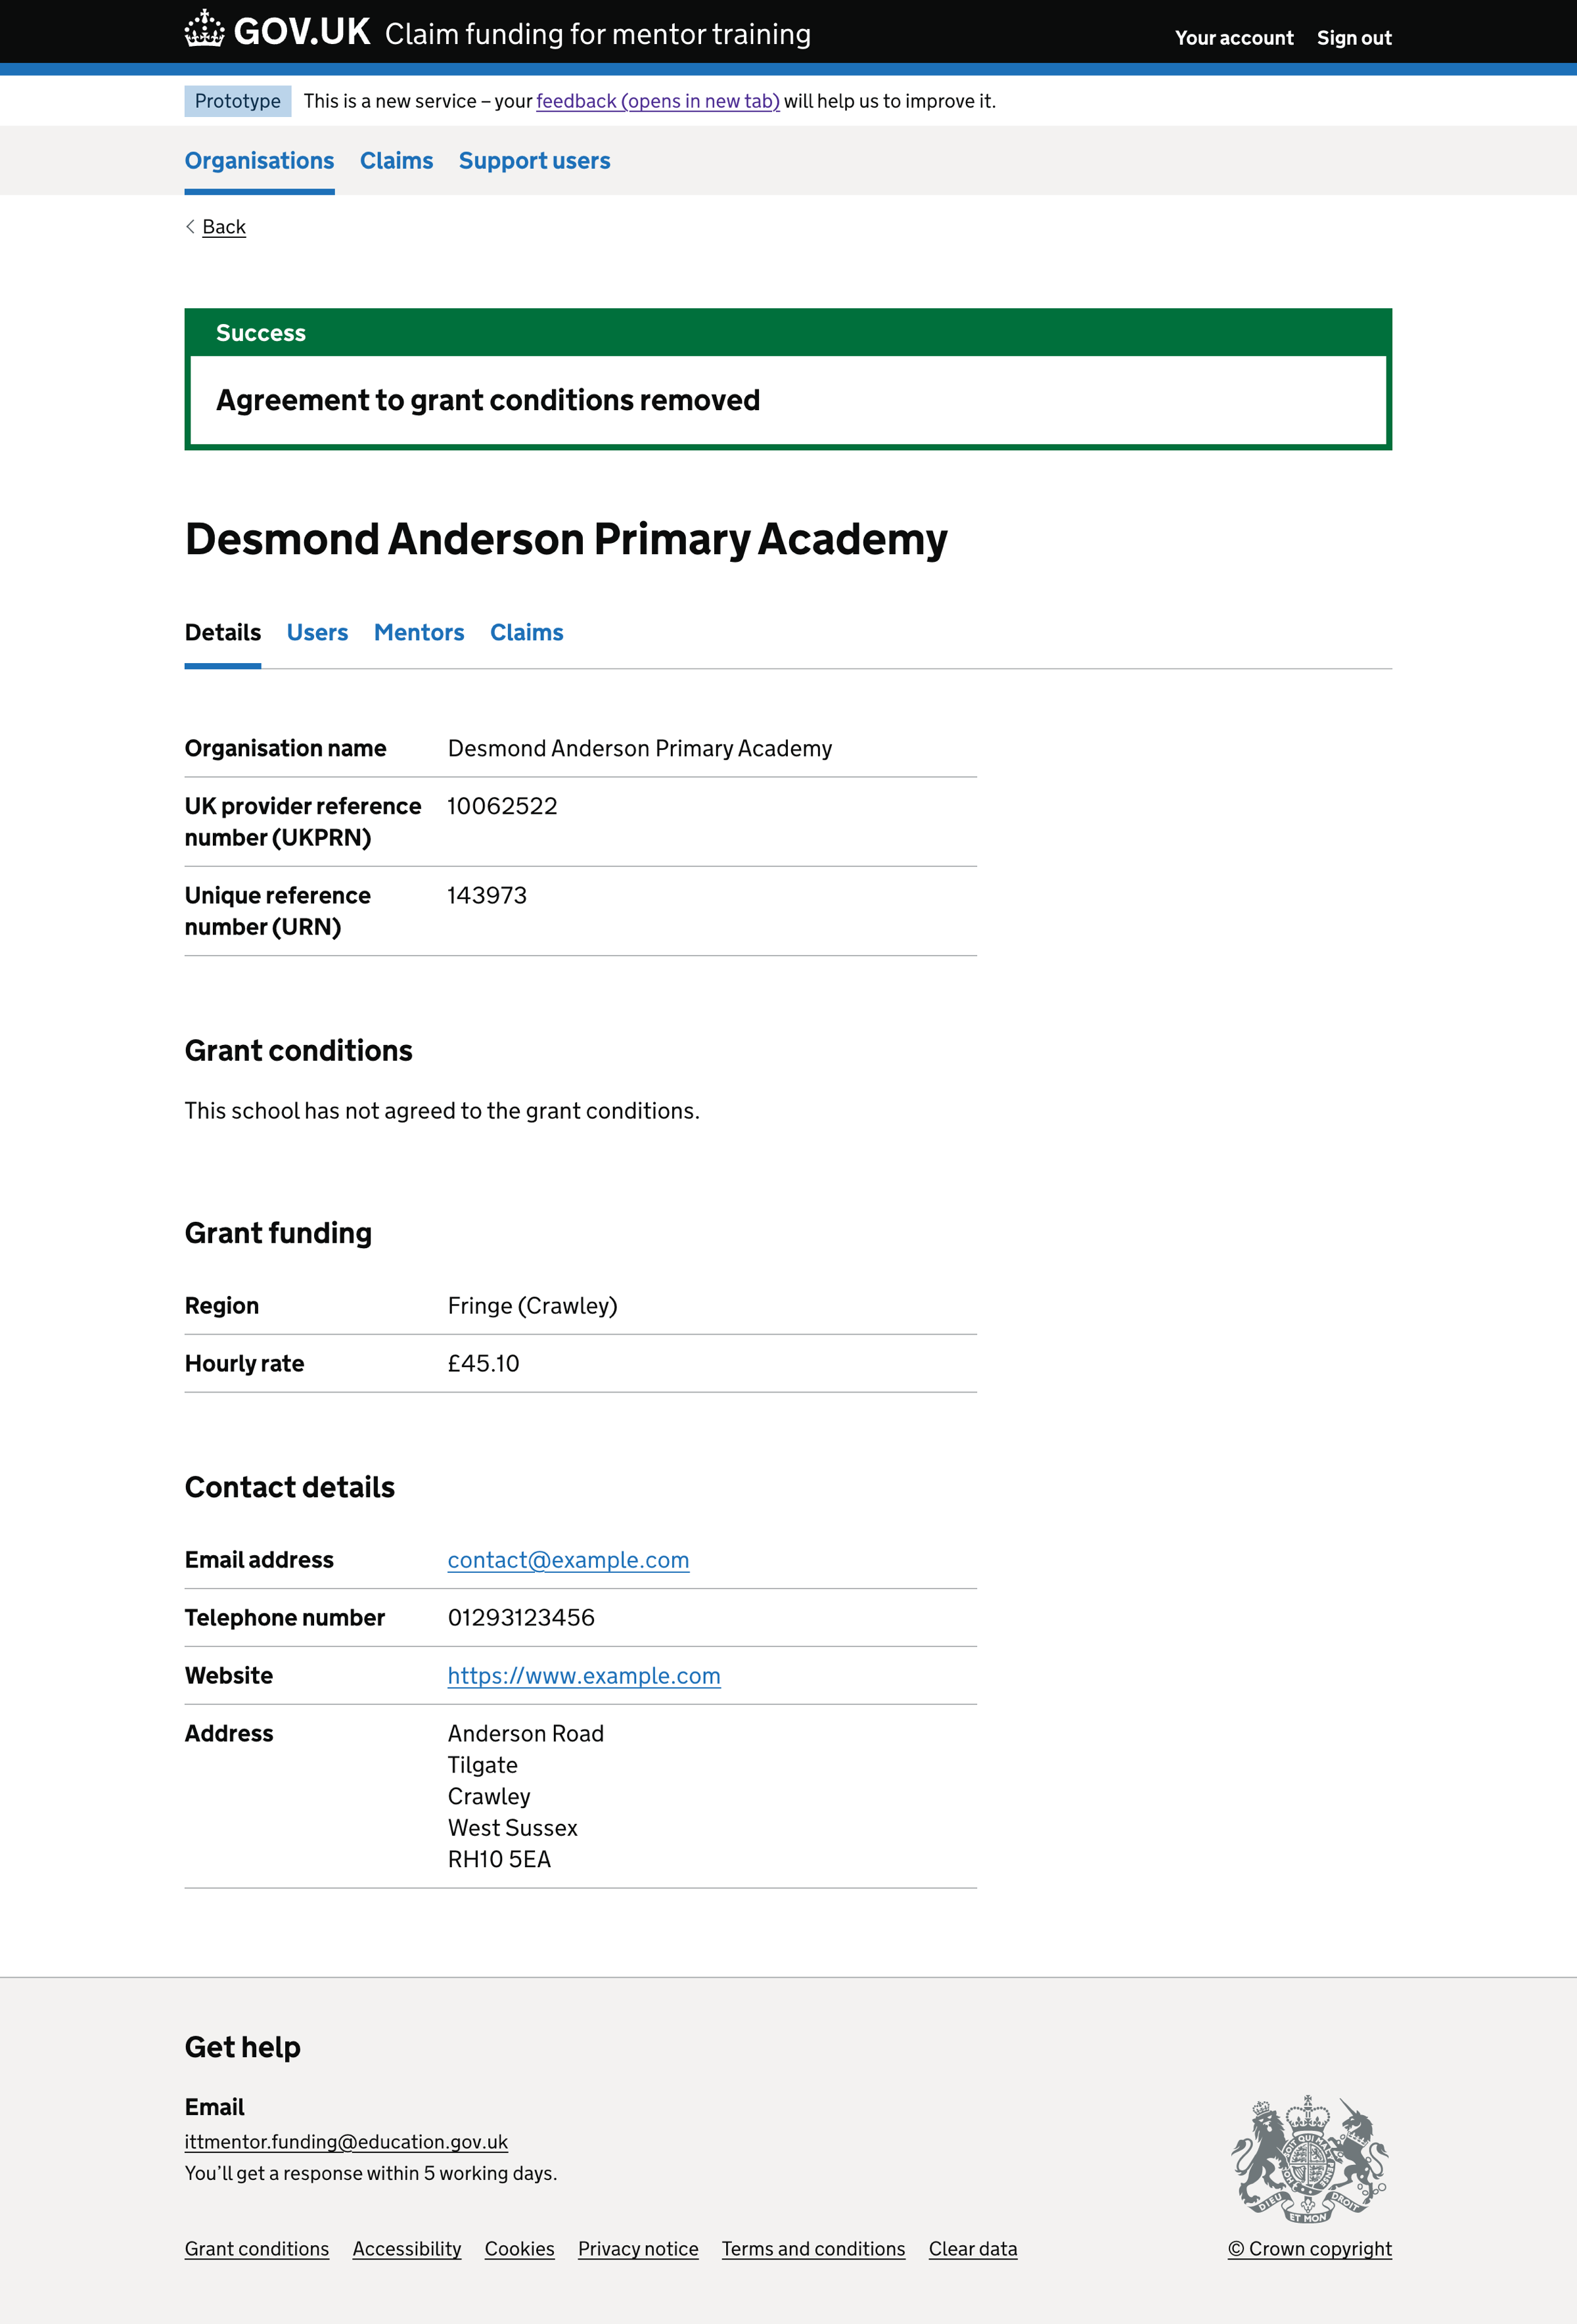 GOV.UK Claim funding for mentor training
Your account Sign out
Prototype This is a new service – your feedback (opens in new tab) will help us to improve it.
Organisations Claims Support users
Back
Success
Agreement to grant conditions removed
Desmond Anderson Primary Academy
Details Users Mentors Claims
Organisation name Desmond Anderson Primary Academy
UK provider reference 10062522
number (UKPRN)
Unique reference 143973
number (URN)
Grant conditions
This school has not agreed to the grant conditions.
Grant funding
Region Fringe (Crawley)
Hourly rate £45.10
Contact details
Email address contact@example.com
Telephone number 01293123456
Website https://www.example.com
Address Anderson Road
Tilgate
Crawley
West Sussex
RH10 5EA
Get help
Email
ittmentor.funding@education.gov.uk
You’ll get a response within 5 working days.
DIEU ET MON DROIT
Grant conditions Accessibility Cookies Privacy notice Terms and conditions Clear data
© Crown copyright